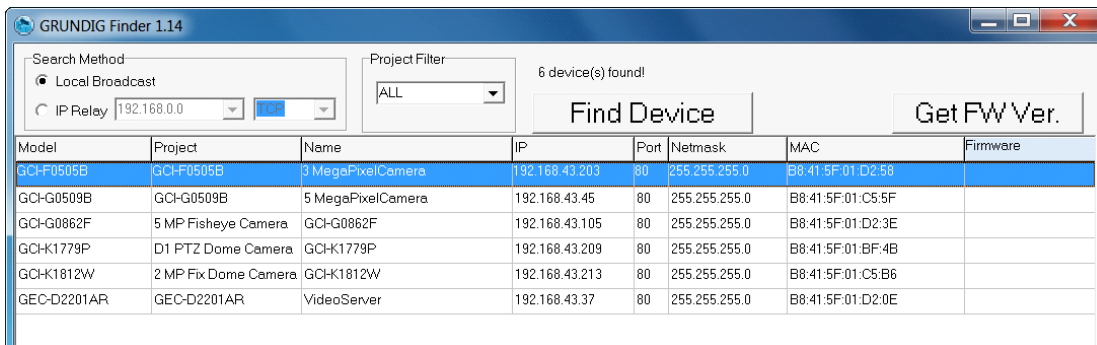 GRUNDIG Finder 1.14
Search Method
Local Broadcast
IP Relay 192.168.0.0 TCP
Project Filter
ALL
6 device(s) found!
Find Device
Get FW Ver.
Model Project Name IP Port Netmask MAC Firmware
GCI-F0505B GCI-F0505B 3 MegaPixelCamera 192.168.43.203 80 255.255.255.0 B8:41:5F:01:D2:58
GCI-G0509B GCI-G0509B 5 MegaPixelCamera 192.168.43.45 80 255.255.255.0 B8:41:5F:01:C5:5F
GCI-G0862F 5 MP Fisheye Camera GCI-G0862F 192.168.43.105 80 255.255.255.0 B8:41:5F:01:D2:3E
GCI-K1779P D1 PTZ Dome Camera GCI-K1779P 192.168.43.209 80 255.255.255.0 B8:41:5F:01:BF:4B
GCI-K1812W 2 MP Fix Dome Camera GCI-K1812W 192.168.43.213 80 255.255.255.0 B8:41:5F:01:C5:B6
GEC-D2201AR GEC-D2201AR VideoServer 192.168.43.37 80 255.255.255.0 B8:41:5F:01:D2:0E